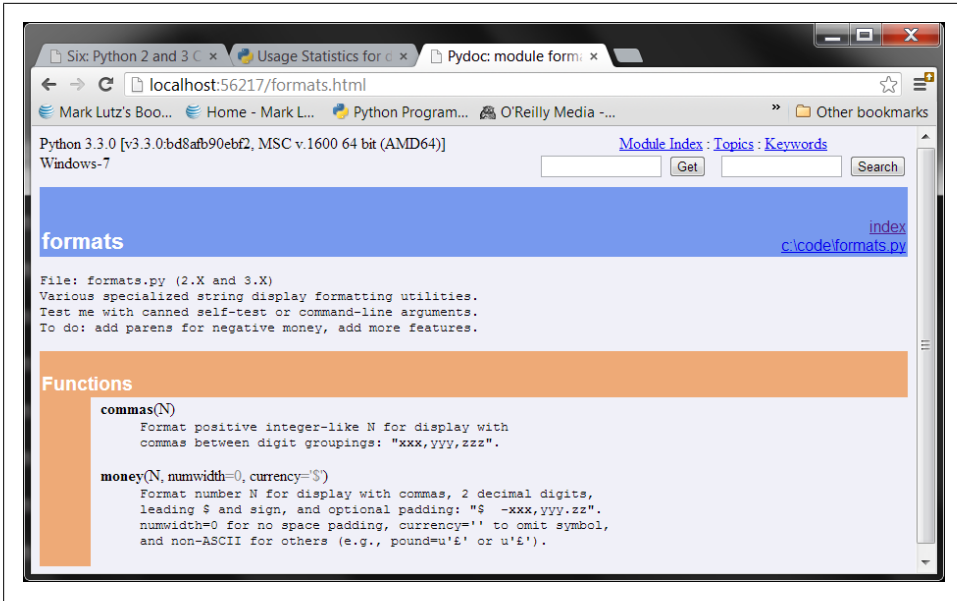 Six: Python 2 and 3 C
Usage Statistics for d
Pydoc: module forma
localhost:56217/formats.html
Mark Lutz's Boo...
Home - Mark L...
Python Program...
O'Reilly Media -...
»
Other bookmarks
Python 3.3.0 [v3.3.0:bd8afb90ebf2, MSC v.1600 64 bit (AMD64)]
Windows-7
Module Index : Topics : Keywords
Get
Search
formats
index
c:\code\formats.py
File: formats.py (2.X and 3.X)
Various specialized string display formatting utilities.
Test me with canned self-test or command-line arguments.
To do: add parens for negative money, add more features.
Functions
commas(N)
Format positive integer-like N for display with
commas between digit groupings: "xxx,yyy,zzz".
money(N, numwidth=0, currency='$')
Format number N for display with commas, 2 decimal digits,
leading $ and sign, and optional padding: "$  -xxx,yyy.zz".
numwidth=0 for no space padding, currency='' to omit symbol,
and non-ASCII for others (e.g., pound=u'£' or u'£').